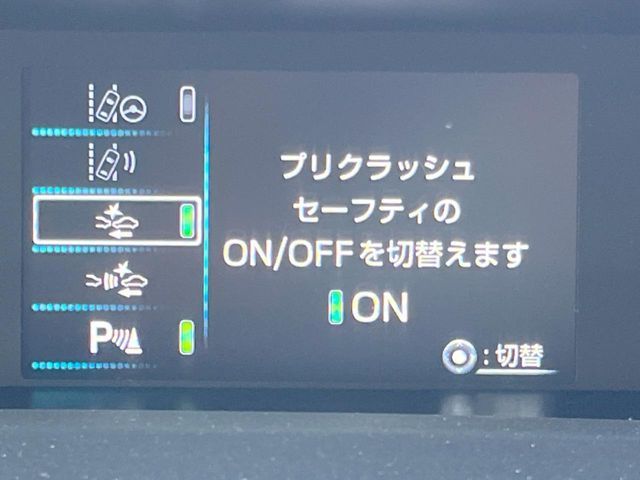 プリクラッシュ
セーフティの
ON/OFFを切替えます
ON
:切替
P